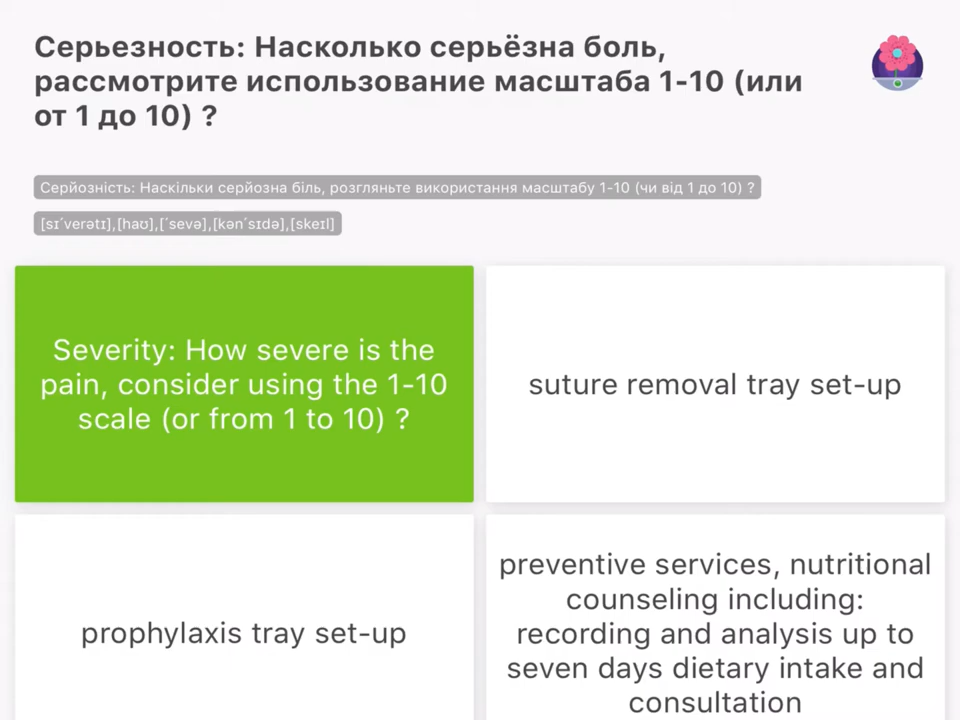 Серьезность: Насколько серьёзна боль,
рассмотрите использование масштаба 1-10 (или
от 1 до 10) ?
Серйозність: Наскільки серйозна біль, розгляньте використання масштабу 1-10 (чи від 1 до 10) ?
[sɪˊverətɪ],[haʊ],[ˊsevə],[kənˊsɪdə],[skeɪl]
Severity: How severe is the
pain, consider using the 1-10
scale (or from 1 to 10) ?
suture removal tray set-up
prophylaxis tray set-up
preventive services, nutritional
counseling including:
recording and analysis up to
seven days dietary intake and
consultation